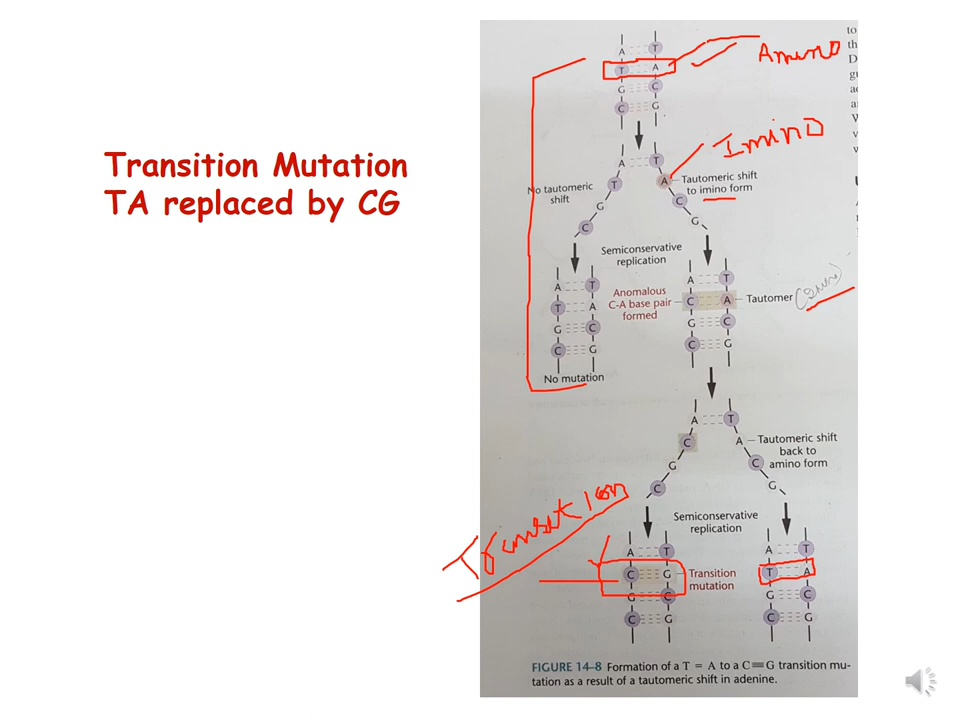 Transition Mutation
TA replaced by CG
Amino
Imino
A T
T A
G C
C G
A T
T A
G C
C G
No tautomeric
shift
Tautomeric shift
to imino form
Semiconservative
replication
A T
T A
G C
C G
No mutation
Anomalous
C-A base pair
formed
A T
C A
G C
C G
Tautomer
A T
C A
G C
C G
Tautomeric shift
back to
amino form
Transition
Semiconservative
replication
A T
C G
G C
C G
Transition
mutation
A T
T A
G C
C G
FIGURE 14–8 Formation of a T = A to a C≡G transition mu-
tation as a result of a tautomeric shift in adenine.
to
th
D